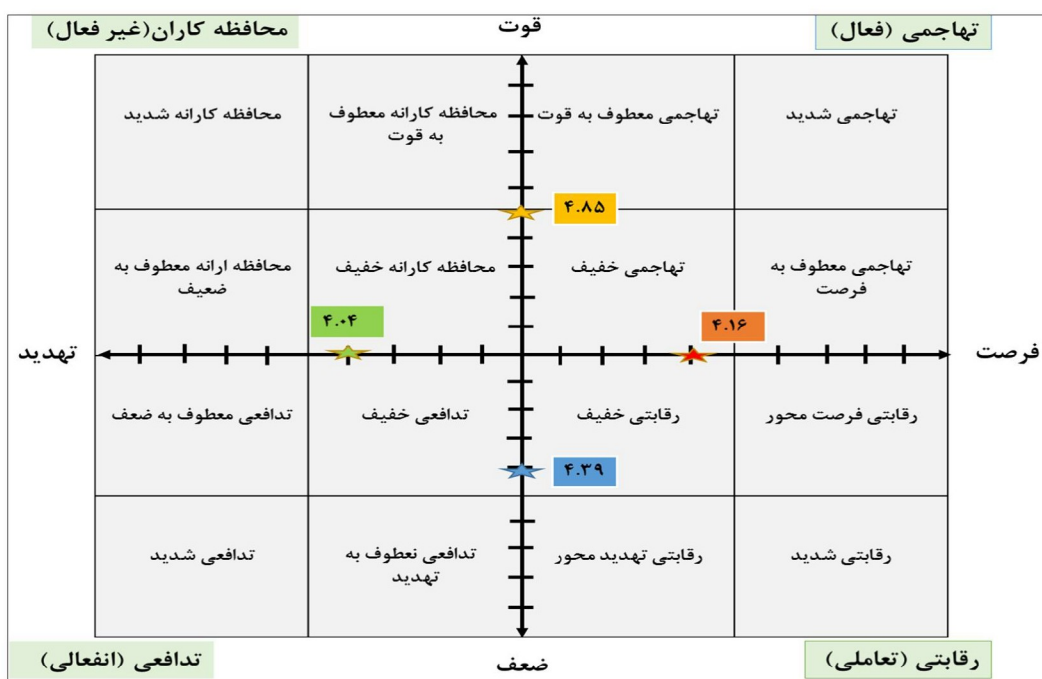 تهاجمی (فعال)
قوت
محافظه کاران(غیر فعال)
تهاجمی شدید
تهاجمی معطوف به قوت
محافظه کارانه معطوف
به قوت
محافظه کارانه شدید
۴.۸۵
تهاجمی معطوف به
فرصت
تهاجمی خفیف
محافظه کارانه خفیف
محافظه ارانه معطوف به
ضعیف
۴.۱۶
۴.۰۴
فرصت
تهدید
رقابتی فرصت محور
رقابتی خفیف
تدافعی خفیف
تدافعی معطوف به ضعف
۴.۳۹
رقابتی شدید
رقابتی تهدید محور
تدافعی نعطوف به
تهدید
تدافعی شدید
رقابتی (تعاملی)
ضعف
تدافعی (انفعالی)